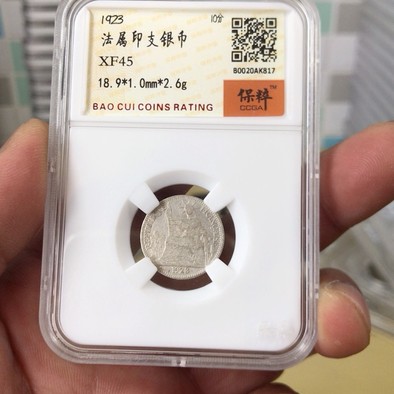 1923 10分
法属印支银币
XF45
18.9*1.0mm*2.6g
B0020AK817
保粹 TM
CCGA
BAO CUI COINS RATING